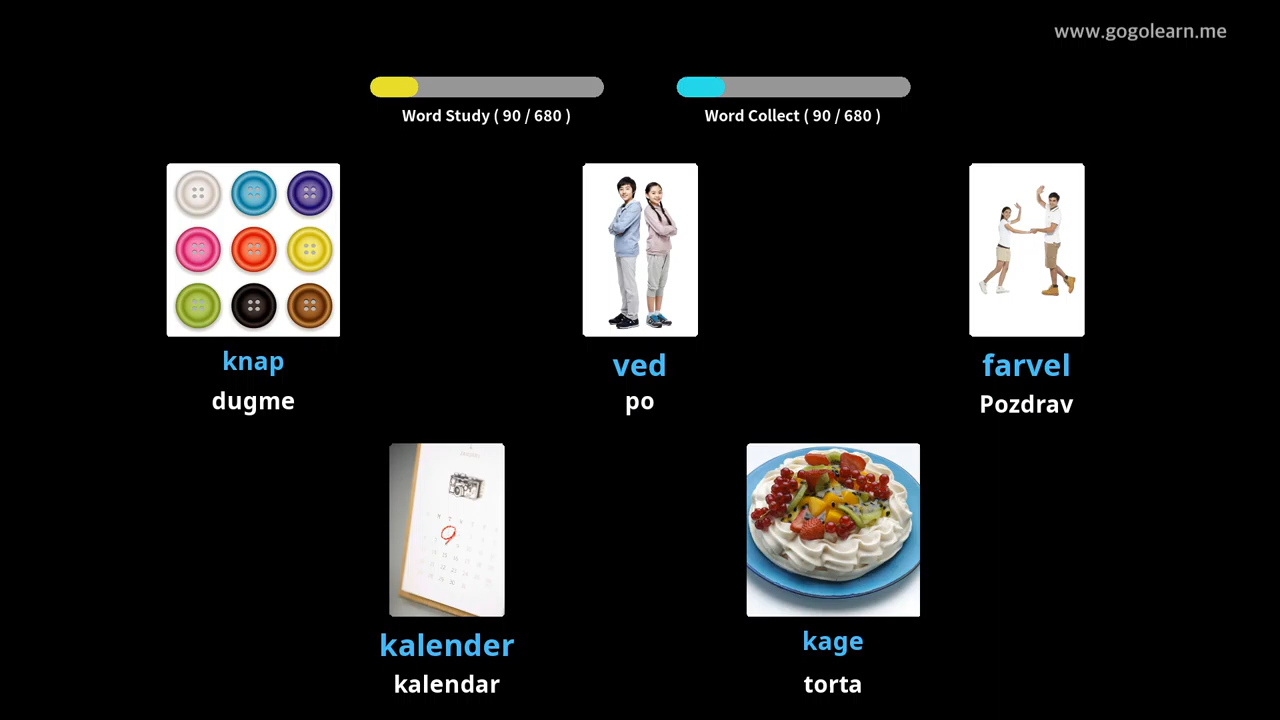 www.gogolearn.me
Word Study ( 90 / 680 )
Word Collect ( 90 / 680 )
knap
dugme
ved
po
farvel
Pozdrav
kalender
kalendar
kage
torta